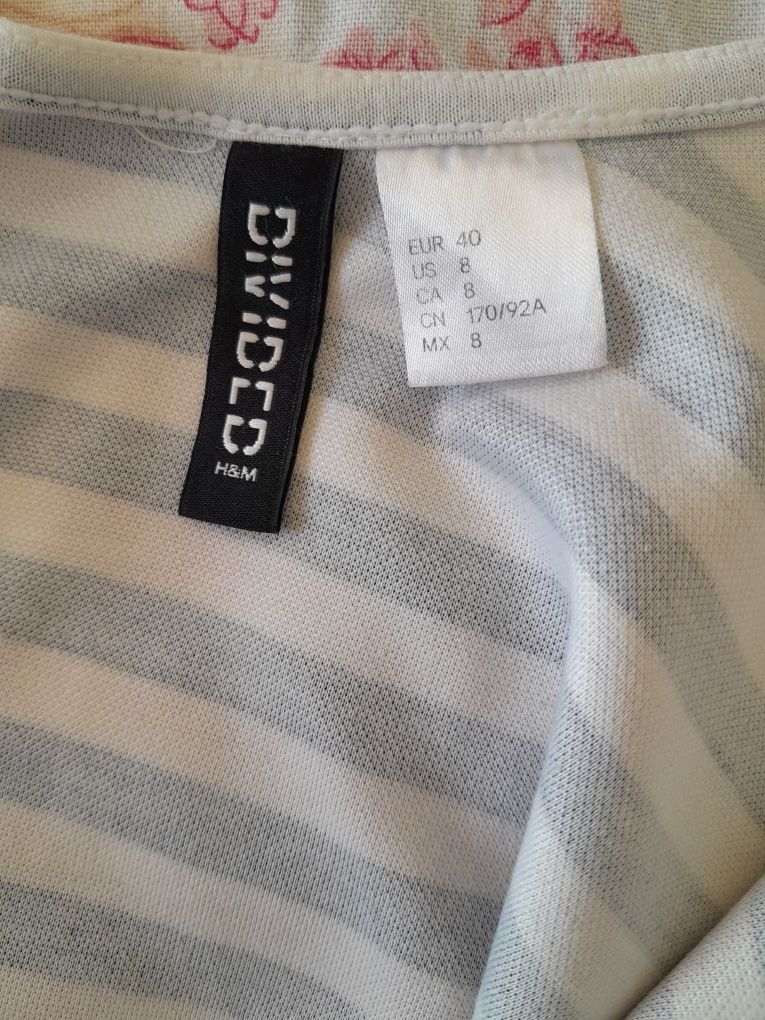 DIVIDED
H&M
EUR 40
US 8
CA 8
CN 170/92A
MX 8